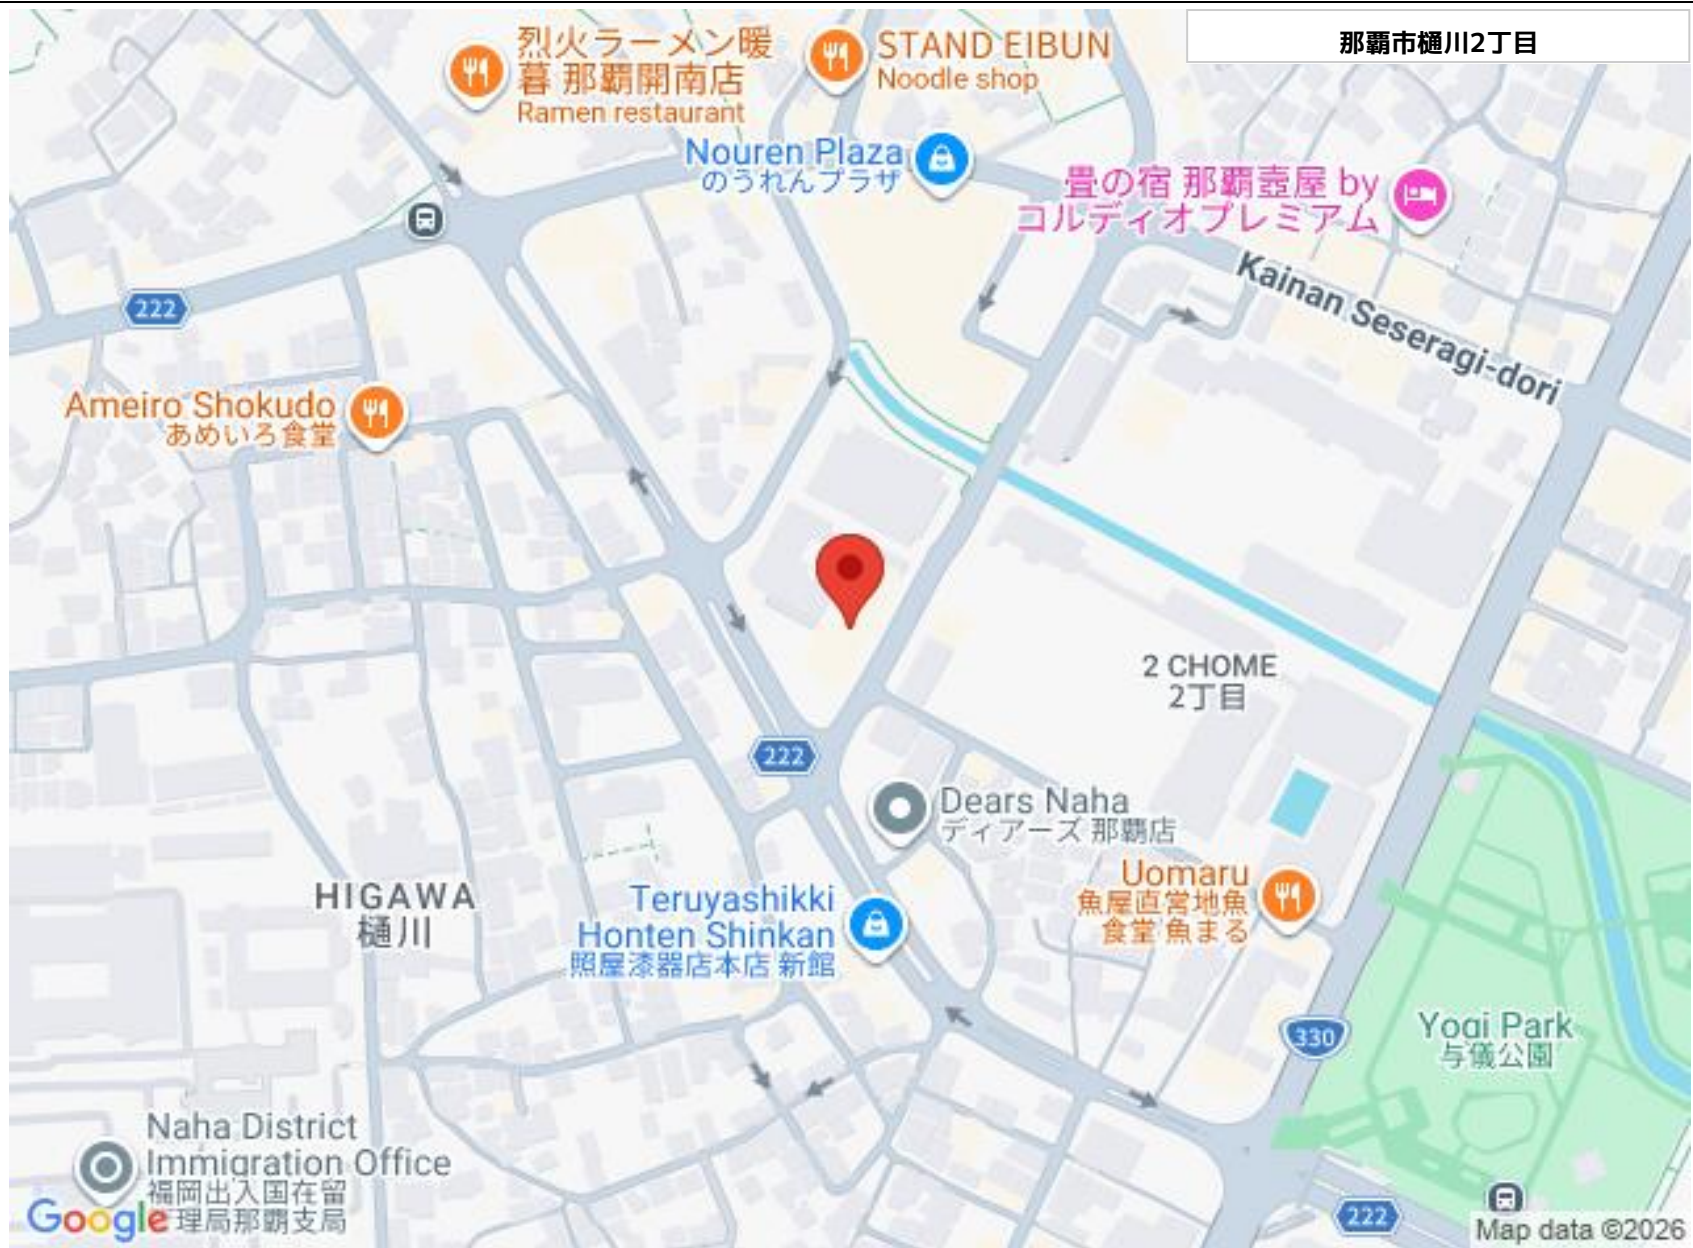 那覇市樋川2丁目
烈火ラーメン暖
暮 那覇開南店
Ramen restaurant
STAND EIBUN
Noodle shop
Nouren Plaza
のうれんプラザ
畳の宿 那覇壺屋 by
コルディオプレミアム
Kainan Seseragi-dori
222
Ameiro Shokudo
あめいろ食堂
2 CHOME
2丁目
222
Dears Naha
ディアーズ 那覇店
Uomaru
魚屋直営地魚
食堂 魚まる
HIGAWA
樋川
Teruyashikki
Honten Shinkan
照屋漆器店本店 新館
330
Yogi Park
与儀公園
Naha District
Immigration Office
福岡出入国在留
理局那覇支局
Google
222
Map data ©2026